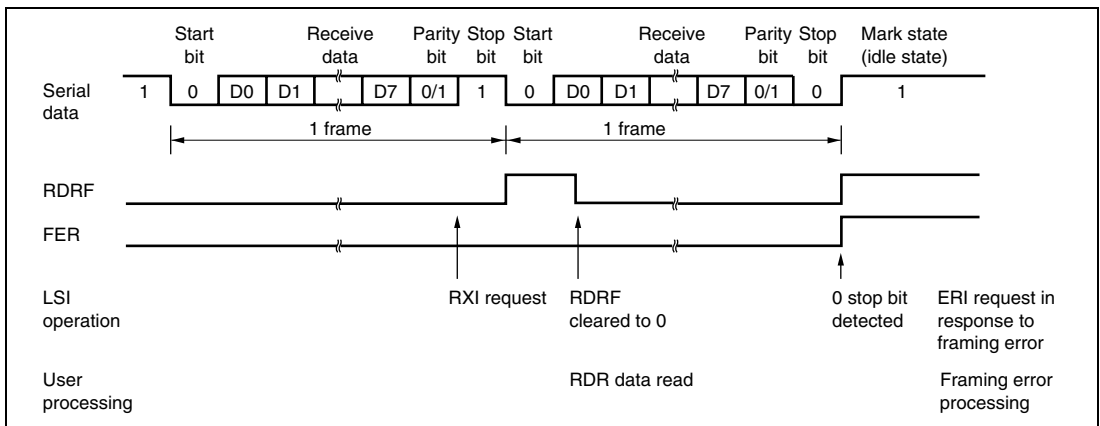 Start bit Receive data Parity bit Stop bit Start bit Receive data Parity bit Stop bit Mark state (idle state)
Serial data 1 0 D0 D1 D7 0/1 1 0 D0 D1 D7 0/1 0 1
1 frame 1 frame
RDRF
FER
LSI operation RXI request RDRF cleared to 0 0 stop bit detected ERI request in response to framing error
User processing RDR data read Framing error processing